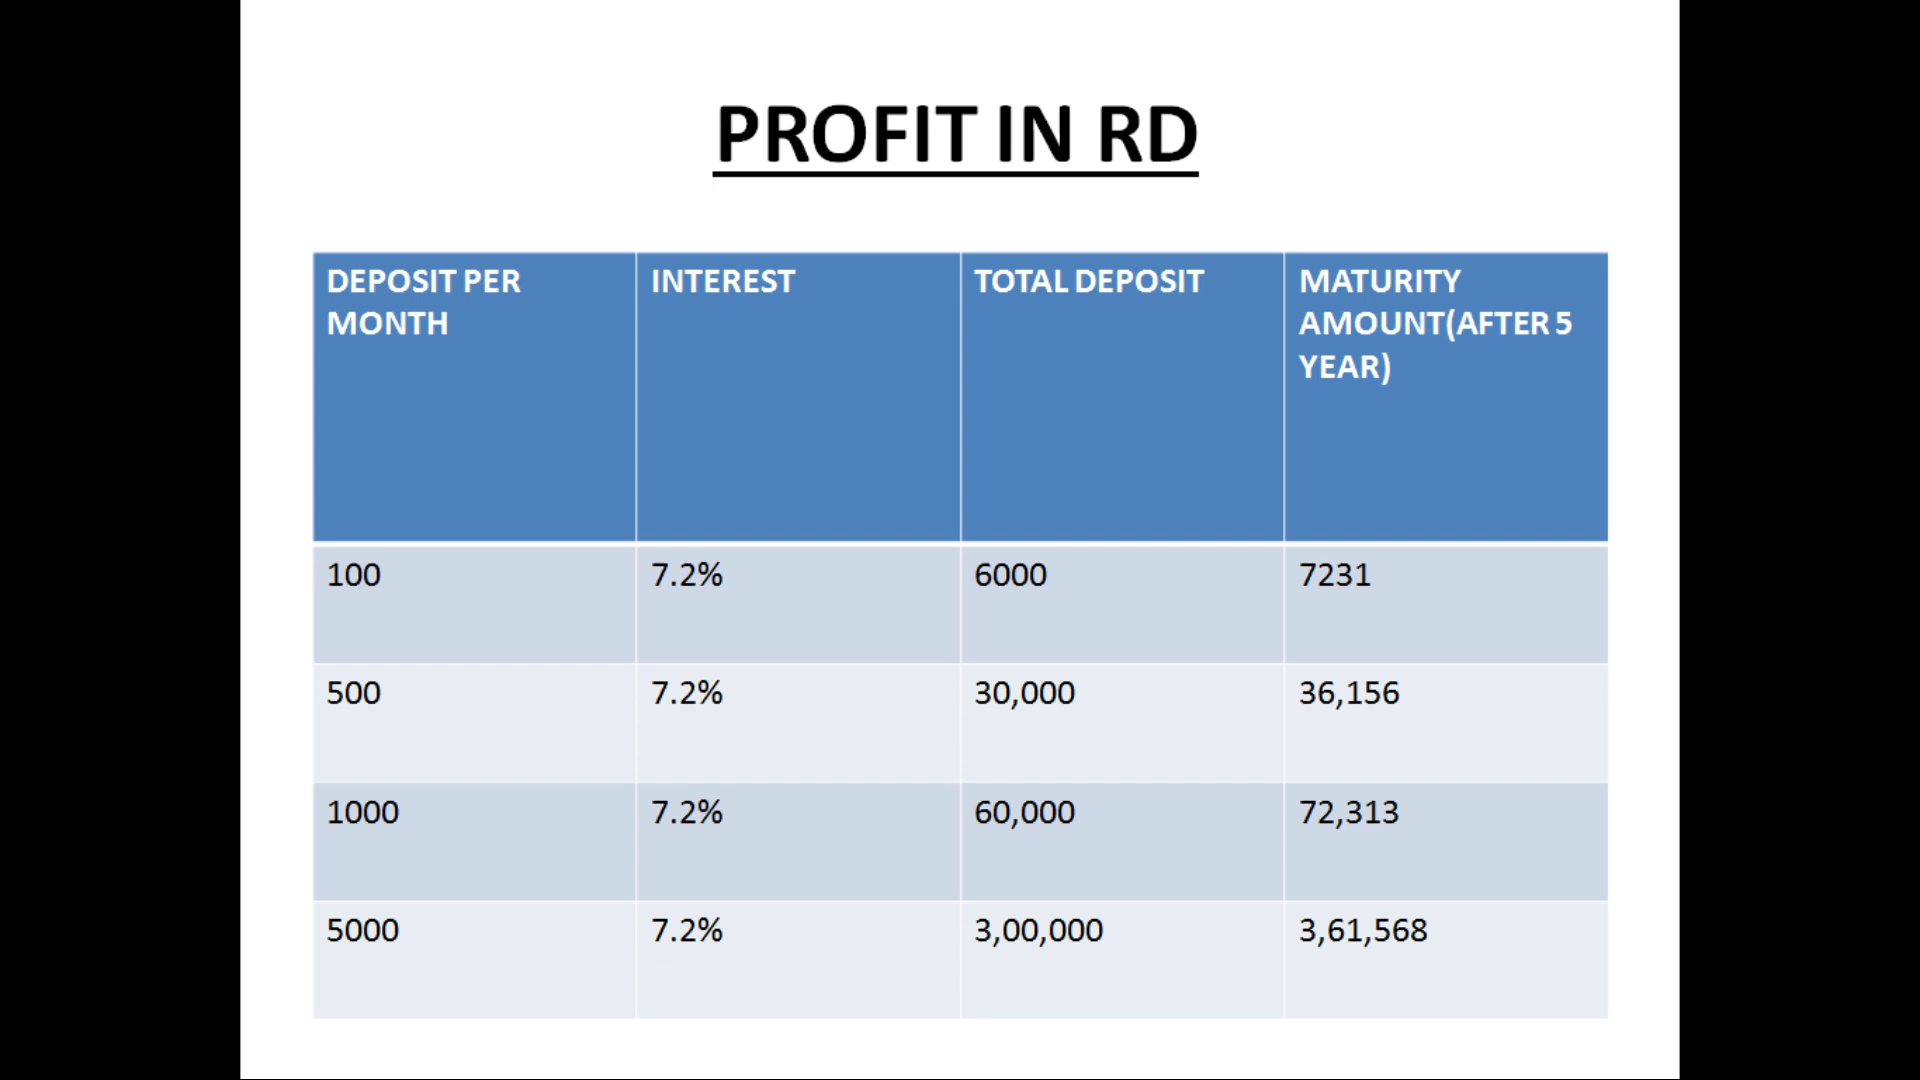 PROFIT IN RD
DEPOSIT PER MONTH
INTEREST
TOTAL DEPOSIT
MATURITY AMOUNT(AFTER 5 YEAR)
100 7.2% 6000 7231
500 7.2% 30,000 36,156
1000 7.2% 60,000 72,313
5000 7.2% 3,00,000 3,61,568